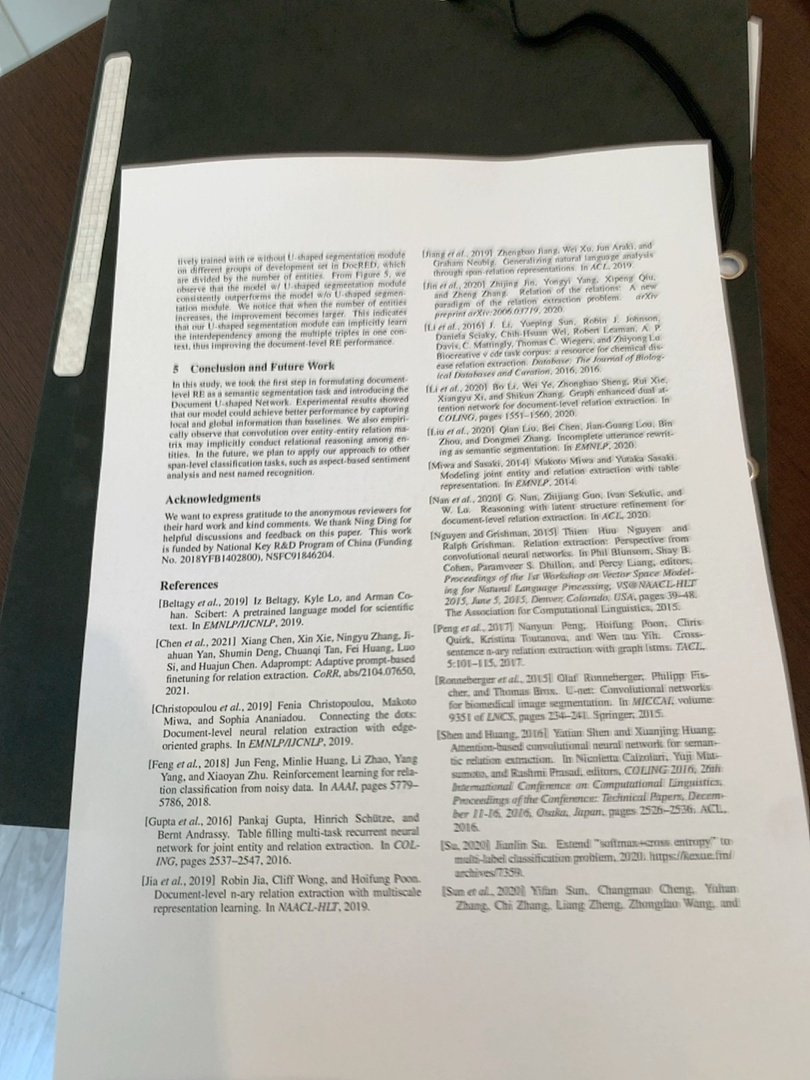 tively trained with or without U-shaped segmentation module
on different groups of development set in DocRED, which
are divided by the number of entities. From Figure 5, we
observe that the model w/ U-shaped segmentation module
consistently outperforms the model w/o U-shaped segmen-
tation module. We notice that when the number of entities
increases, the improvement becomes larger. This indicates
that our U-shaped segmentation module can implicitly learn
the interdependency among the multiple triples in one con-
text, thus improving the document-level RE performance.
5 Conclusion and Future Work
In this study, we took the first step in formulating document-
level RE as a semantic segmentation task and introducing the
Document U-shaped Network. Experimental results showed
that our model could achieve better performance by capturing
local and global information than baselines. We also empiri-
cally observe that convolution over entity-entity relation ma-
trix may implicitly conduct relational reasoning among en-
tities. In the future, we plan to apply our approach to other
span-level classification tasks, such as aspect-based sentiment
analysis and nest named recognition.
Acknowledgments
We want to express gratitude to the anonymous reviewers for
their hard work and kind comments. We thank Ning Ding for
helpful discussions and feedback on this paper. This work
is funded by National Key R&D Program of China (Funding
No. 2018YFB1402800), NSFC91846204.
References
[Beltagy et al., 2019] Iz Beltagy, Kyle Lo, and Arman Co-
han. Scibert: A pretrained language model for scientific
text. In EMNLP/IJCNLP, 2019.
[Chen et al., 2021] Xiang Chen, Xin Xie, Ningyu Zhang, Ji-
ahuan Yan, Shumin Deng, Chuanqi Tan, Fei Huang, Luo
Si, and Huajun Chen. Adaprompt: Adaptive prompt-based
finetuning for relation extraction. CoRR, abs/2104.07650,
2021.
[Christopoulou et al., 2019] Fenia Christopoulou, Makoto
Miwa, and Sophia Ananiadou. Connecting the dots:
Document-level neural relation extraction with edge-
oriented graphs. In EMNLP/IJCNLP, 2019.
[Feng et al., 2018] Jun Feng, Minlie Huang, Li Zhao, Yang
Yang, and Xiaoyan Zhu. Reinforcement learning for rela-
tion classification from noisy data. In AAAI, pages 5779–
5786, 2018.
[Gupta et al., 2016] Pankaj Gupta, Hinrich Schütze, and
Bernt Andrassy. Table filling multi-task recurrent neural
network for joint entity and relation extraction. In COL-
ING, pages 2537–2547, 2016.
[Jia et al., 2019] Robin Jia, Cliff Wong, and Hoifung Poon.
Document-level n-ary relation extraction with multiscale
representation learning. In NAACL-HLT, 2019.
[Jiang et al., 2019] Zhengbao Jiang, Wei Xu, Jun Araki, and
Graham Neubig. Generalizing natural language analysis
through span-relation representations. In ACL, 2019.
[Jin et al., 2020] Zhijing Jin, Yongyi Yang, Xipeng Qiu,
and Zheng Zhang. Relation of the relations: A new
paradigm of the relation extraction problem. arXiv
preprint arXiv:2006.03719, 2020.
[Li et al., 2016] J. Li, Yueping Sun, Robin J. Johnson,
Daniela Sciaky, Chih-Hsuan Wei, Robert Leaman, A. P.
Davis, C. Mattingly, Thomas C. Wiegers, and Zhiyong Lu.
Biocreative v cdr task corpus: a resource for chemical dis-
ease relation extraction. Database: The Journal of Biolog-
ical Databases and Curation, 2016, 2016.
[Li et al., 2020] Bo Li, Wei Ye, Zhonghao Sheng, Rui Xie,
Xiangyu Xi, and Shikun Zhang. Graph enhanced dual at-
tention network for document-level relation extraction. In
COLING, pages 1551–1560, 2020.
[Liu et al., 2020] Qian Liu, Bei Chen, Jian-Guang Lou, Bin
Zhou, and Dongmei Zhang. Incomplete utterance rewrit-
ing as semantic segmentation. In EMNLP, 2020.
[Miwa and Sasaki, 2014] Makoto Miwa and Yutaka Sasaki.
Modeling joint entity and relation extraction with table
representation. In EMNLP, 2014.
[Nan et al., 2020] G. Nan, Zhijiang Guo, Ivan Sekulic, and
W. Lu. Reasoning with latent structure refinement for
document-level relation extraction. In ACL, 2020.
[Nguyen and Grishman, 2015] Thien Huu Nguyen and
Ralph Grishman. Relation extraction: Perspective from
convolutional neural networks. In Phil Blunsom, Shay B.
Cohen, Paramveer S. Dhillon, and Percy Liang, editors,
Proceedings of the 1st Workshop on Vector Space Model-
ing for Natural Language Processing, VS@NAACL-HLT
2015, June 5, 2015, Denver, Colorado, USA, pages 39–48.
The Association for Computational Linguistics, 2015.
[Peng et al., 2017] Nanyun Peng, Hoifung Poon, Chris
Quirk, Kristina Toutanova, and Wen tau Yih. Cross-
sentence n-ary relation extraction with graph lstms. TACL,
5:101–115, 2017.
[Ronneberger et al., 2015] Olaf Ronneberger, Philipp Fis-
cher, and Thomas Brox. U-net: Convolutional networks
for biomedical image segmentation. In MICCAI, volume
9351 of LNCS, pages 234–241. Springer, 2015.
[Shen and Huang, 2016] Yatian Shen and Xuanjing Huang.
Attention-based convolutional neural network for seman-
tic relation extraction. In Nicoletta Calzolari, Yuji Mat-
sumoto, and Rashmi Prasad, editors, COLING 2016, 26th
International Conference on Computational Linguistics,
Proceedings of the Conference: Technical Papers, Decem-
ber 11-16, 2016, Osaka, Japan, pages 2526–2536. ACL,
2016.
[Su, 2020] Jianlin Su. Extend "softmax+cross entropy" to
multi-label classification problem, 2020. https://kexue.fm/
archives/7359.
[Sun et al., 2020] Yifan Sun, Changmao Cheng, Yuhan
Zhang, Chi Zhang, Liang Zheng, Zhongdao Wang, and